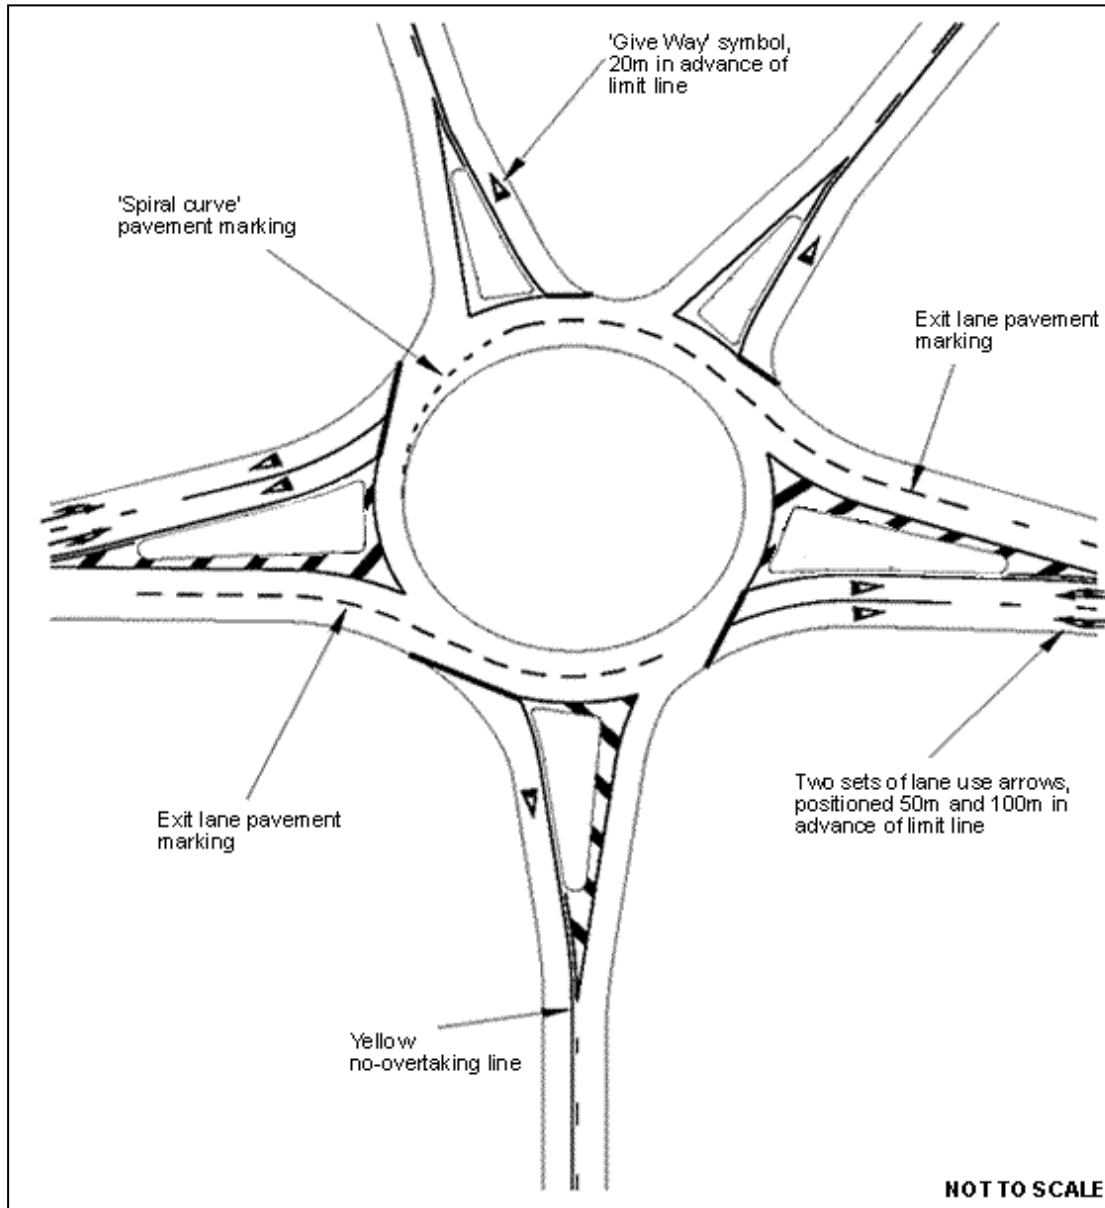 'Give Way' symbol,
20m in advance of
limit line
'Spiral curve'
pavement marking
Exit lane pavement
marking
Two sets of lane use arrows,
positioned 50m and 100m in
advance of limit line
Exit lane pavement
marking
Yellow
no-overtaking line
NOT TO SCALE